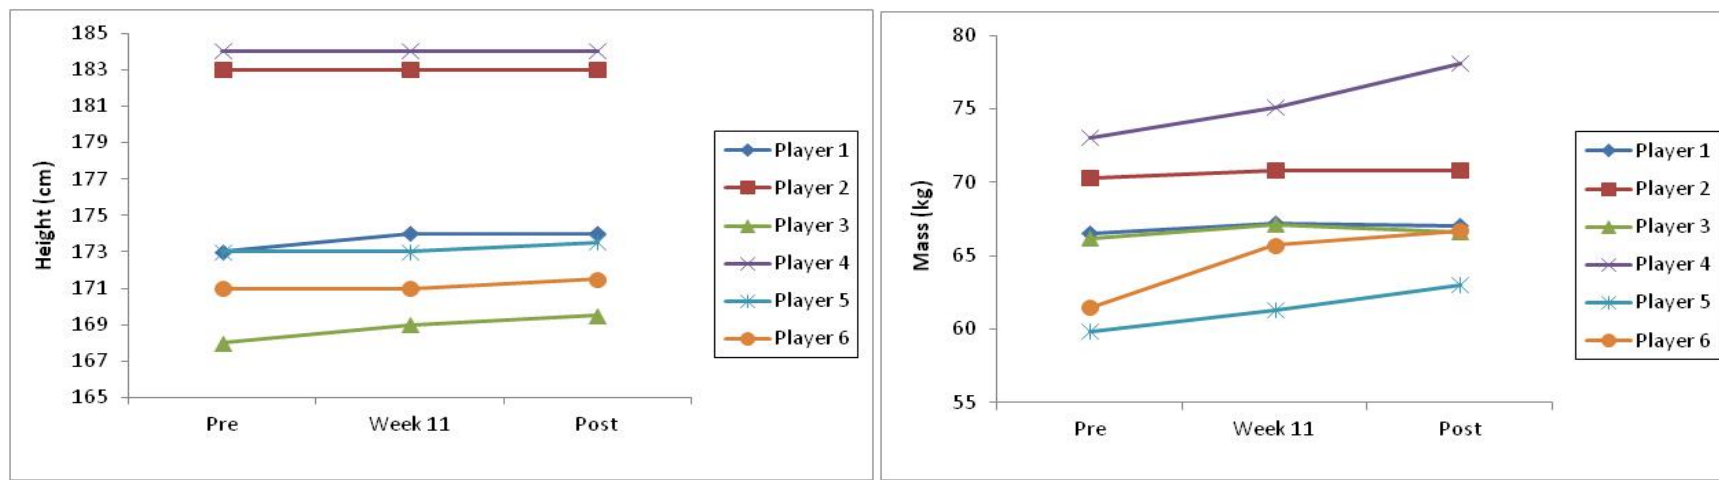 185
183
181
179
177
175
173
171
169
167
165
Height (cm)
Pre
Week 11
Post
Player 1
Player 2
Player 3
Player 4
Player 5
Player 6
80
75
70
65
60
55
Mass (kg)
Pre
Week 11
Post
Player 1
Player 2
Player 3
Player 4
Player 5
Player 6